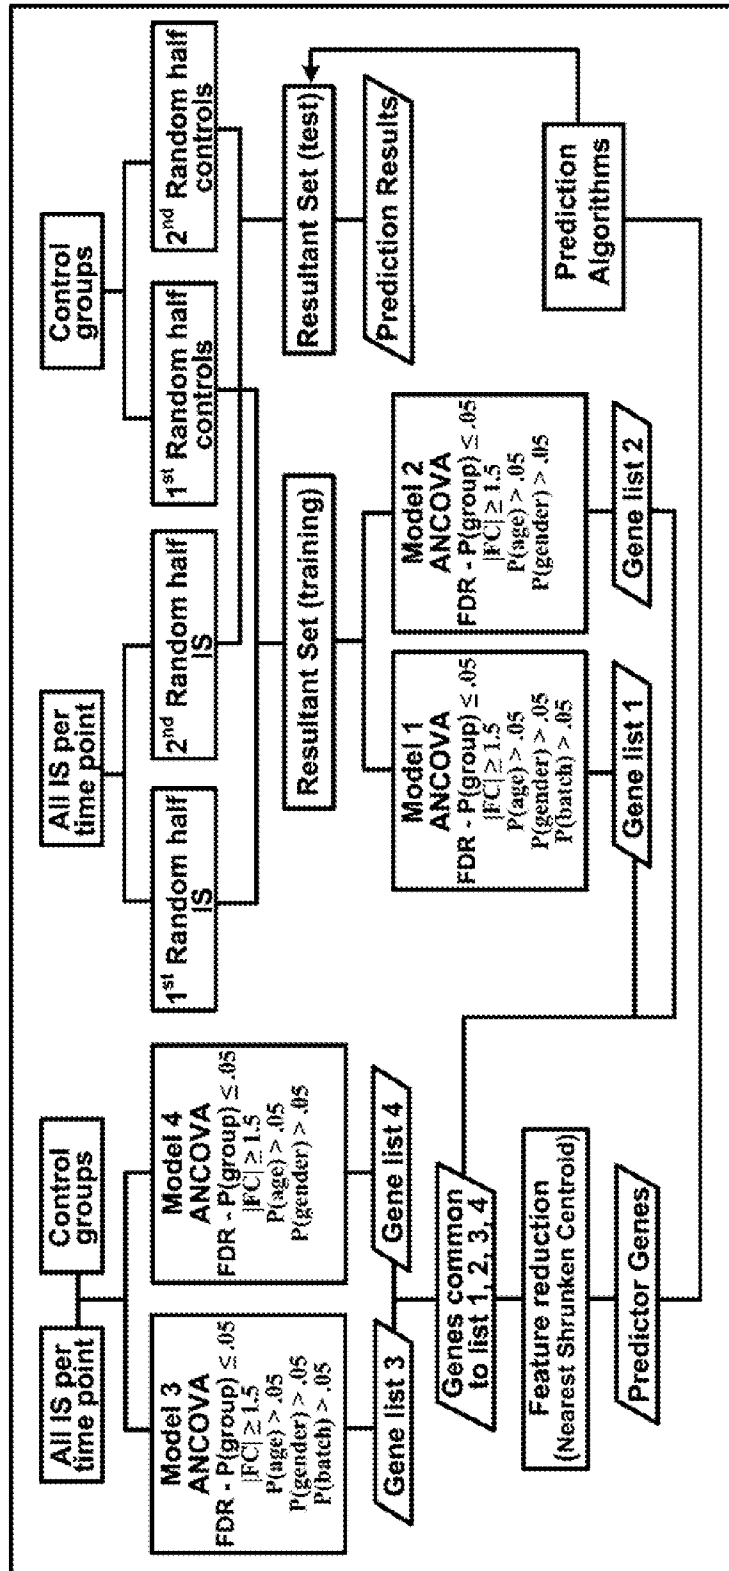 All IS per
time point
Control
groups
Model 3
ANCOVA
FDR - P(group) ≤ .05
|FC| ≥ 1.5
P(age) > .05
P(gender) > .05
P(batch) > .05
Model 4
ANCOVA
FDR - P(group) ≤ .05
|FC| ≥ 1.5
P(age) > .05
P(gender) > .05
Gene list 3
Gene list 4
Genes common
to list 1, 2, 3, 4
Feature reduction
(Nearest Shrunken Centroid)
Predictor Genes
All IS per
time point
Control
groups
1st Random half
IS
2nd Random half
IS
1st Random half
controls
2nd Random half
controls
Resultant Set (training)
Resultant Set (test)
Model 1
ANCOVA
FDR - P(group) ≤ .05
|FC| ≥ 1.5
P(age) > .05
P(gender) > .05
P(batch) > .05
Model 2
ANCOVA
FDR - P(group) ≤ .05
|FC| ≥ 1.5
P(age) > .05
P(gender) > .05
Prediction Results
Gene list 1
Gene list 2
Prediction
Algorithms